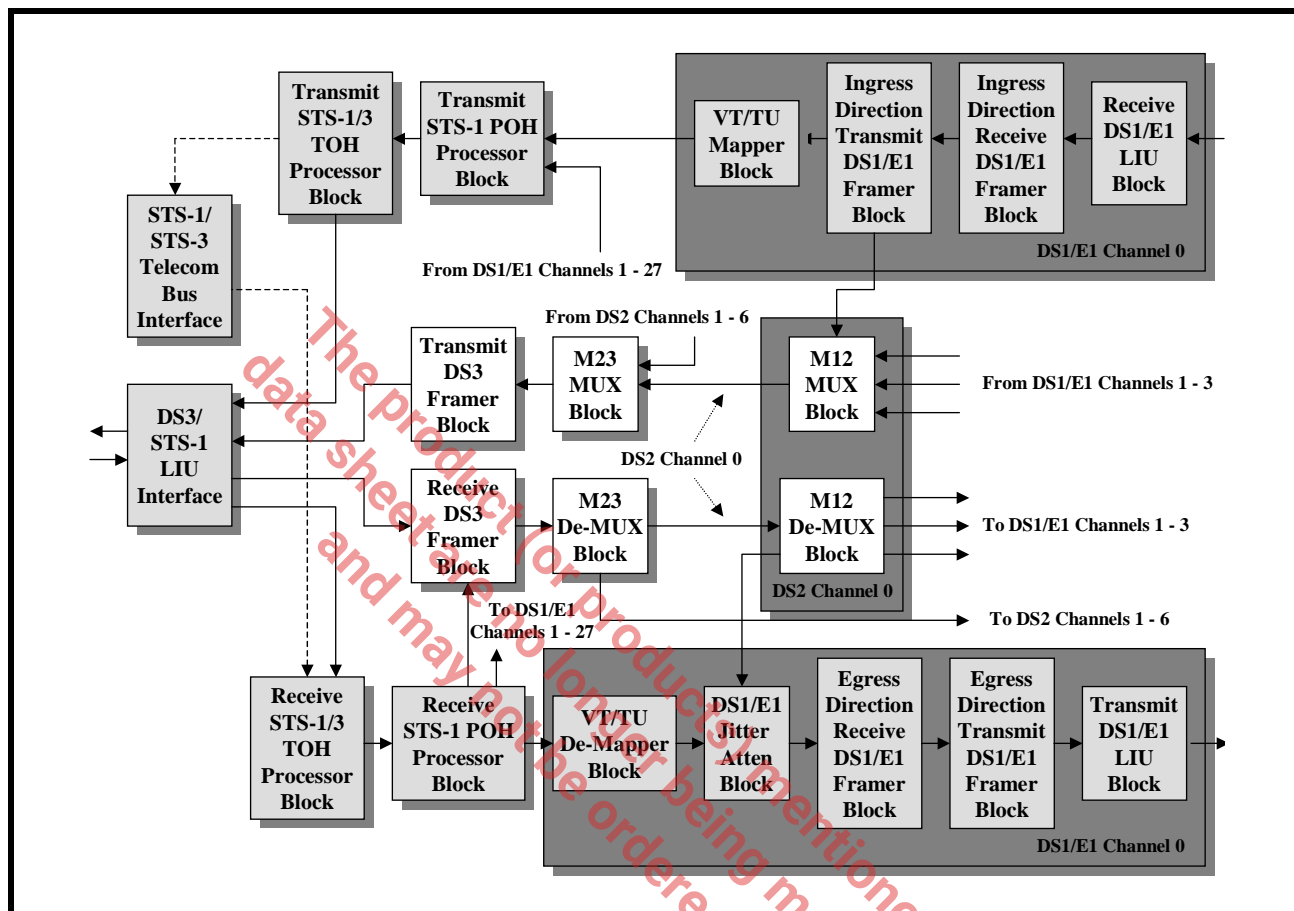 Transmit
STS-1/3
TOH
Processor
Block
Transmit
STS-1 POH
Processor
Block
VT/TU
Mapper
Block
Ingress
Direction
Transmit
DS1/E1
Framer
Block
Ingress
Direction
Receive
DS1/E1
Framer
Block
Receive
DS1/E1
LIU
Block
DS1/E1 Channel 0
STS-1/
STS-3
Telecom
Bus
Interface
From DS1/E1 Channels 1 - 27
From DS2 Channels 1 - 6
Transmit
DS3
Framer
Block
M23
MUX
Block
M12
MUX
Block
From DS1/E1 Channels 1 - 3
DS3/
STS-1
LIU
Interface
DS2 Channel 0
Receive
DS3
Framer
Block
M23
De-MUX
Block
M12
De-MUX
Block
To DS1/E1 Channels 1 - 3
DS2 Channel 0
To DS1/E1
Channels 1 - 27
To DS2 Channels 1 - 6
Receive
STS-1/3
TOH
Processor
Block
Receive
STS-1 POH
Processor
Block
VT/TU
De-Mapper
Block
DS1/E1
Jitter
Atten
Block
Egress
Direction
Receive
DS1/E1
Framer
Block
Egress
Direction
Transmit
DS1/E1
Framer
Block
Transmit
DS1/E1
LIU
Block
DS1/E1 Channel 0
The product (or products) mentione
data sheet are no longer being m
and may not be ordere